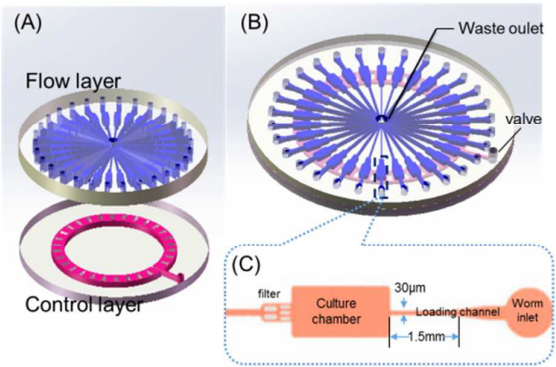 (A)
Flow layer
Control layer
(B)
Waste oulet
valve
(C)
filter
Culture
chamber
30μm
Loading channel
1.5mm
Worm
inlet